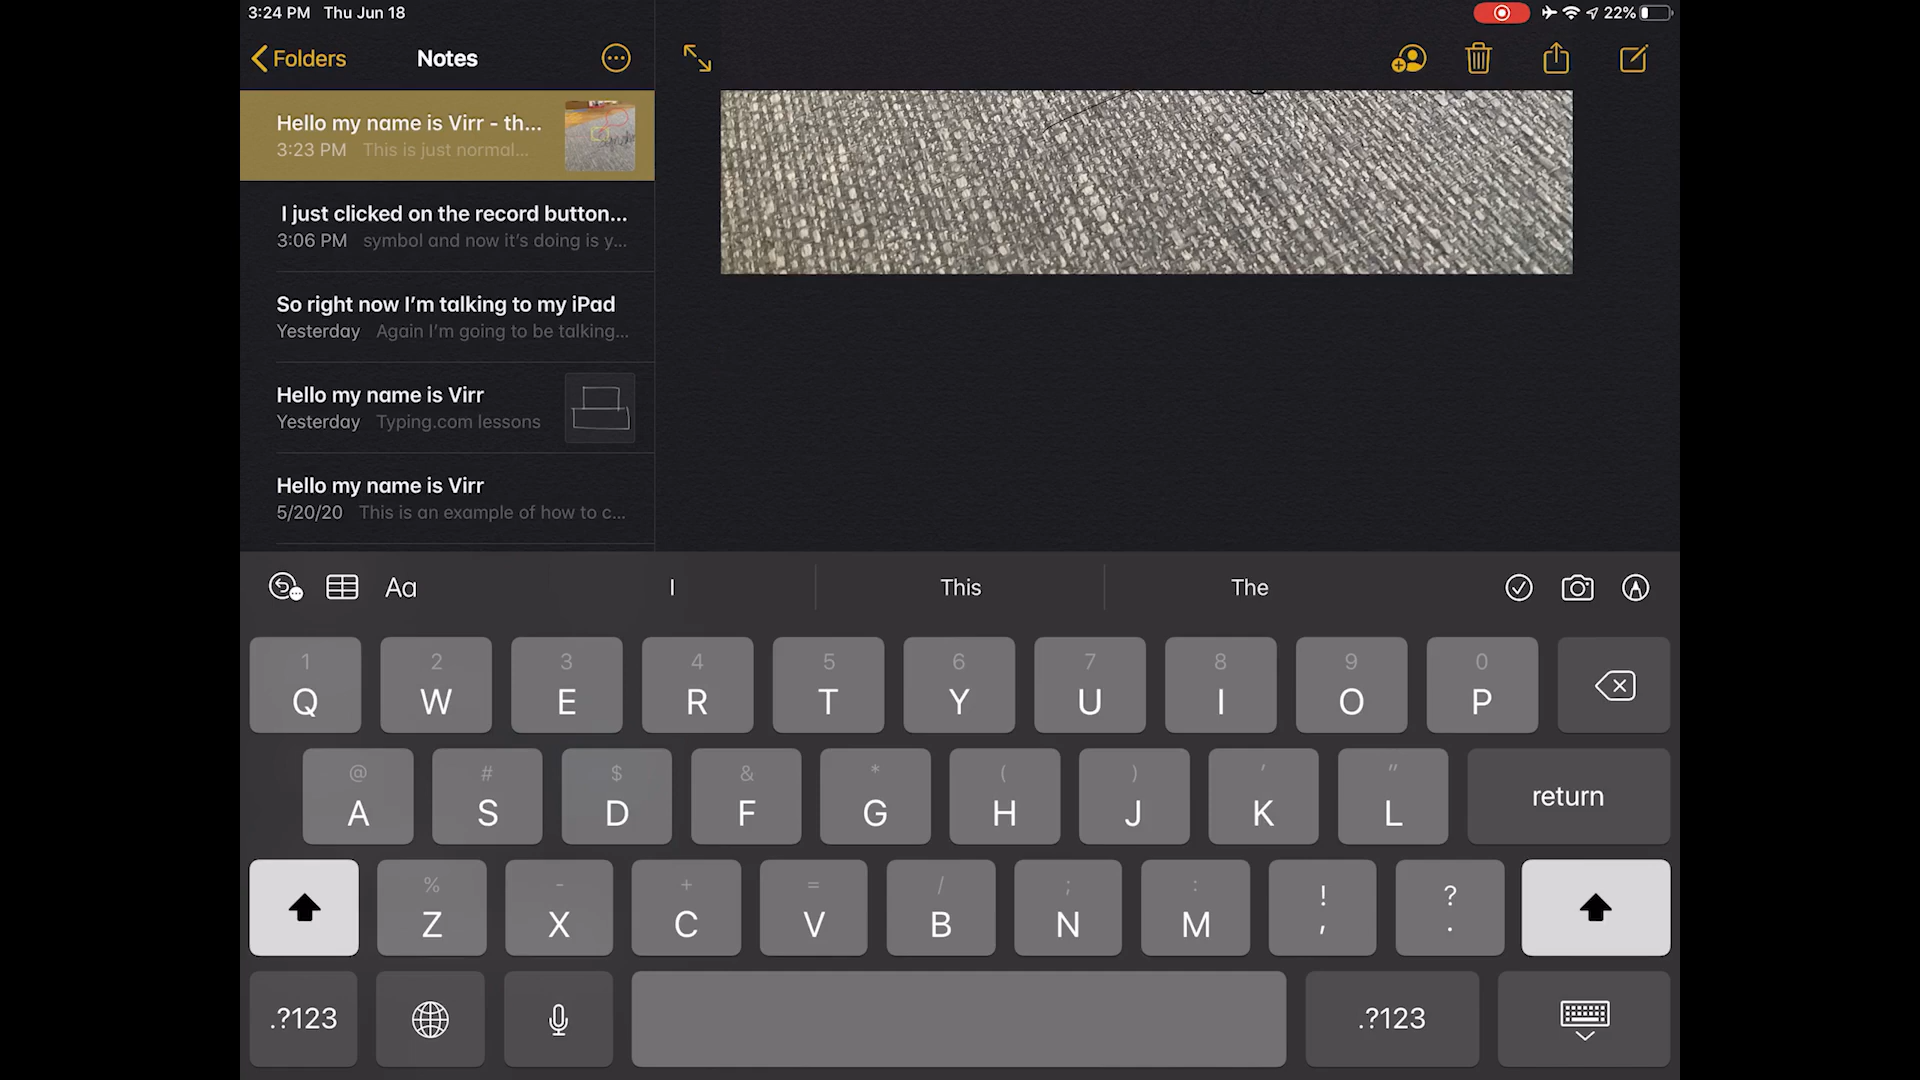 3:24 PM Thu Jun 18
22%
Folders
Notes
Hello my name is Virr - th...
3:23 PM This is just normal...
I just clicked on the record button...
3:06 PM symbol and now it's doing is y...
So right now I'm talking to my iPad
Yesterday Again I'm going to be talking...
Hello my name is Virr
Yesterday Typing.com lessons
Hello my name is Virr
5/20/20 This is an example of how to c...
Aa I This The
1 2 3 4 5 6 7 8 9 0
Q W E R T Y U I O P
@ # $ & * ( ) ' "
A S D F G H J K L return
% - + = / ; : ! ?
Z X C V B N M , .
.?123 .?123